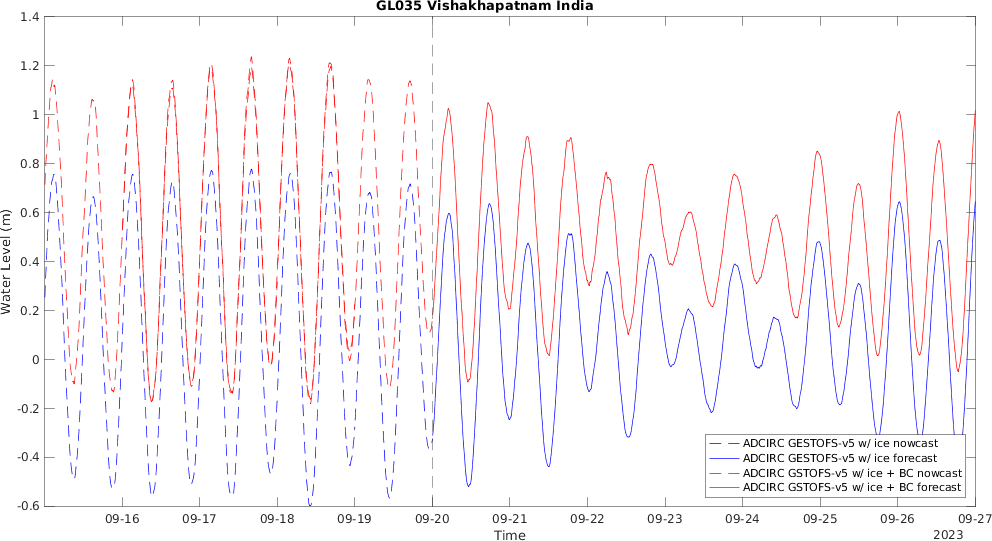 GL035 Vishakhapatnam India
1.4
1.2
1
0.8
0.6
0.4
0.2
0
-0.2
-0.4
-0.6
Water Level (m)
ADCIRC GESTOFS-v5 w/ ice nowcast
ADCIRC GESTOFS-v5 w/ ice forecast
ADCIRC GSTOFS-v5 w/ ice + BC nowcast
ADCIRC GSTOFS-v5 w/ ice + BC forecast
09-16 09-17 09-18 09-19 09-20 09-21 09-22 09-23 09-24 09-25 09-26 09-27
Time
2023